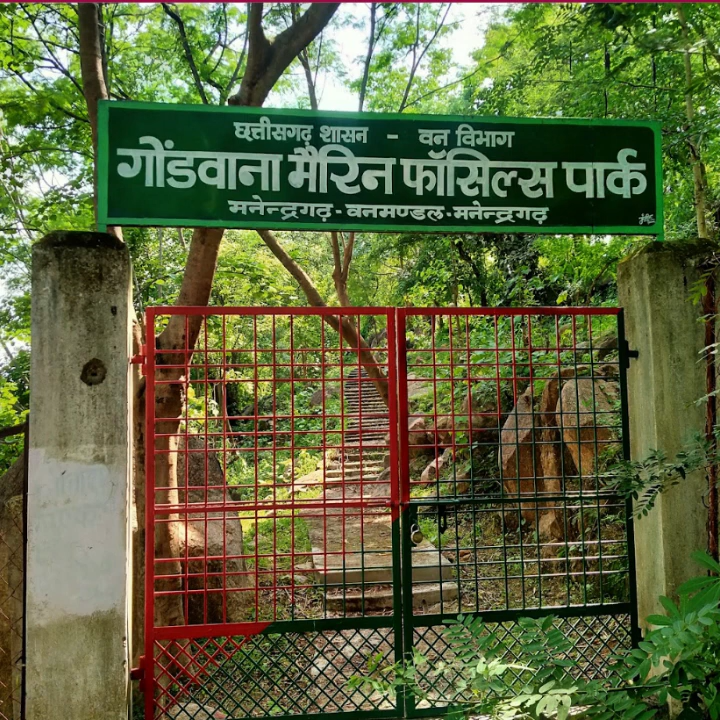 छत्तीसगढ़ शासन - वन विभाग
गोंडवाना मैरिन फॉसिल्स पार्क
मनेन्द्रगढ़ - वनमण्डल - मनेन्द्रगढ़